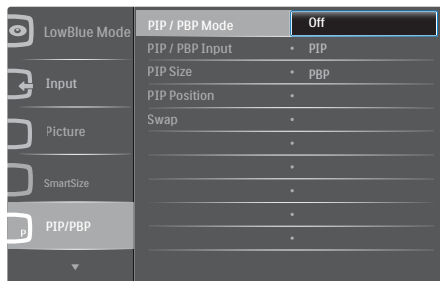 LowBlue Mode
Input
Picture
SmartSize
P
PIP/PBP
PIP / PBP Mode Off
PIP / PBP Input • PIP
PIP Size • PBP
PIP Position •
Swap •
•
•
•
•
•